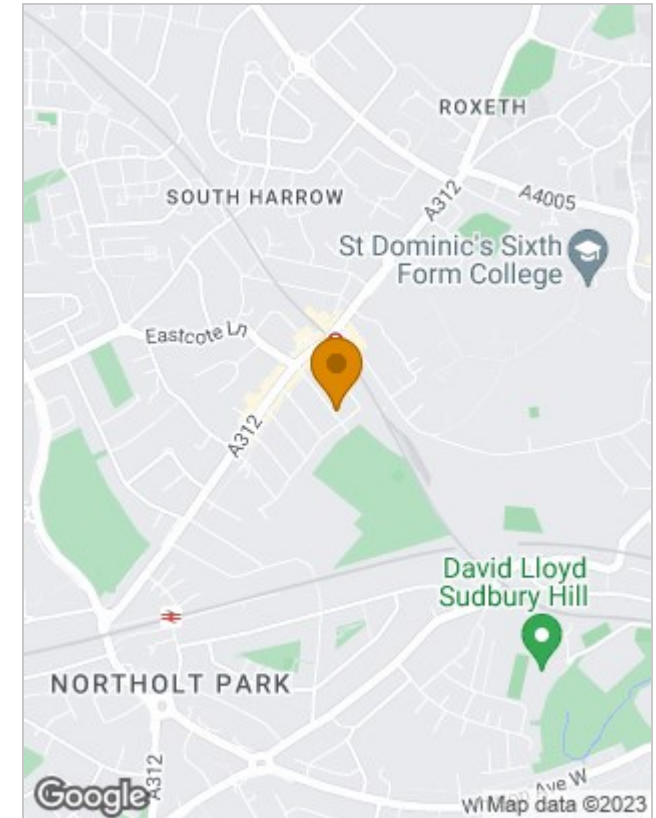 ROXETH
A312
A4005
SOUTH HARROW
St Dominic's Sixth
Form College
Eastcote Ln
A312
David Lloyd
Sudbury Hill
NORTHOLT PARK
A312
Google
Ave W
Map data ©2023